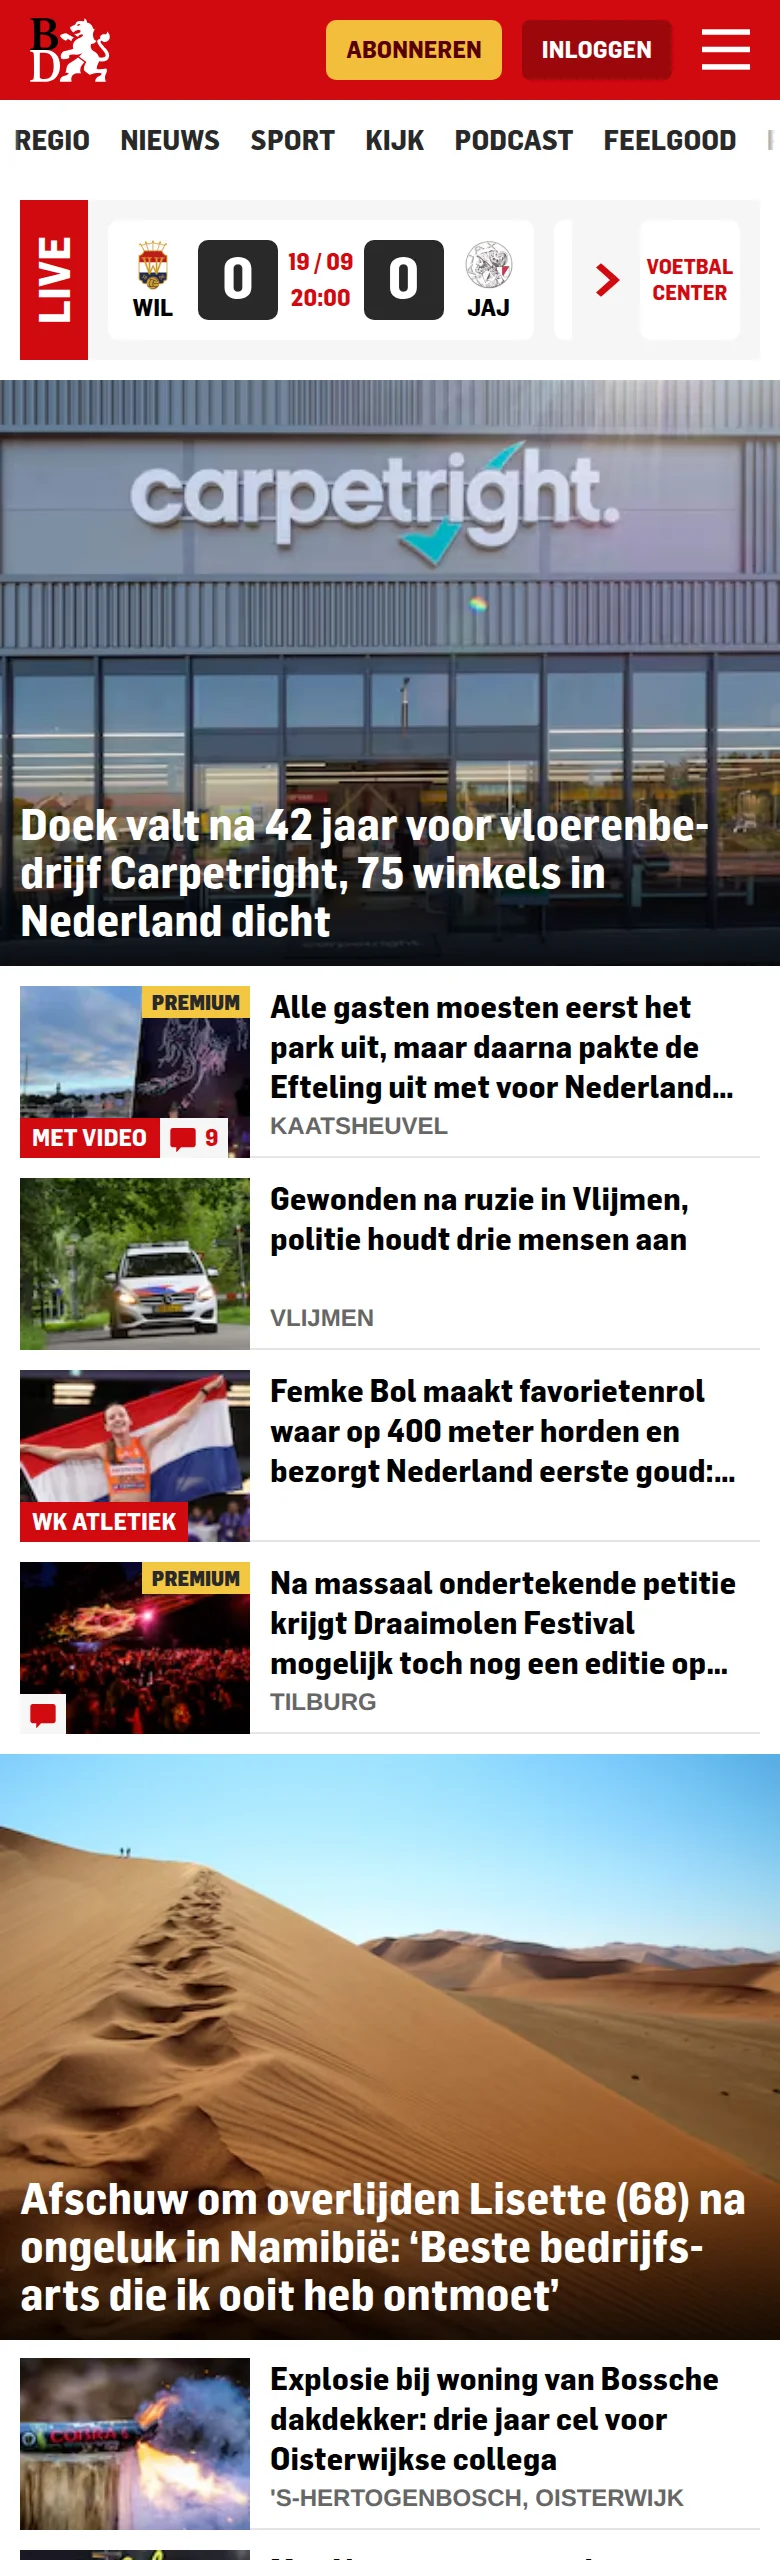 BD
ABONNEREN
INLOGGEN
REGIO NIEUWS SPORT KIJK PODCAST FEELGOOD
LIVE
WIL
0
19 / 09
20:00
0
JAJ
VOETBAL
CENTER
carpetright.
Doek valt na 42 jaar voor vloerenbe-
drijf Carpetright, 75 winkels in
Nederland dicht
PREMIUM
MET VIDEO
9
Alle gasten moesten eerst het
park uit, maar daarna pakte de
Efteling uit met voor Nederland...
KAATSHEUVEL
Gewonden na ruzie in Vlijmen,
politie houdt drie mensen aan
VLIJMEN
WK ATLETIEK
Femke Bol maakt favorietenrol
waar op 400 meter horden en
bezorgt Nederland eerste goud:...
PREMIUM
Na massaal ondertekende petitie
krijgt Draaimolen Festival
mogelijk toch nog een editie op...
TILBURG
Afschuw om overlijden Lisette (68) na
ongeluk in Namibië: ‘Beste bedrijfs-
arts die ik ooit heb ontmoet’
COBRA 6
Explosie bij woning van Bossche
dakdekker: drie jaar cel voor
Oisterwijkse collega
'S-HERTOGENBOSCH, OISTERWIJK